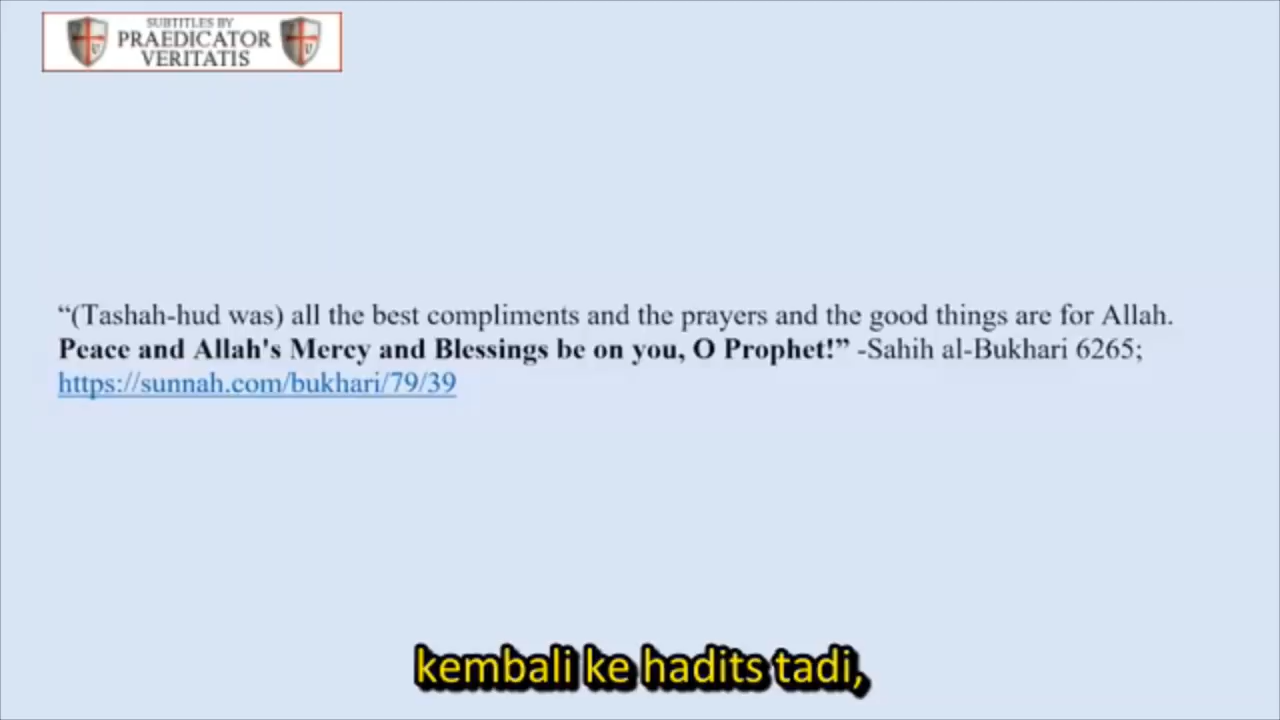 SUBTITLES BY
PRAEDICATOR
VERITATIS
“(Tashah-hud was) all the best compliments and the prayers and the good things are for Allah.
Peace and Allah's Mercy and Blessings be on you, O Prophet!” -Sahih al-Bukhari 6265;
https://sunnah.com/bukhari/79/39
kembali ke hadits tadi,